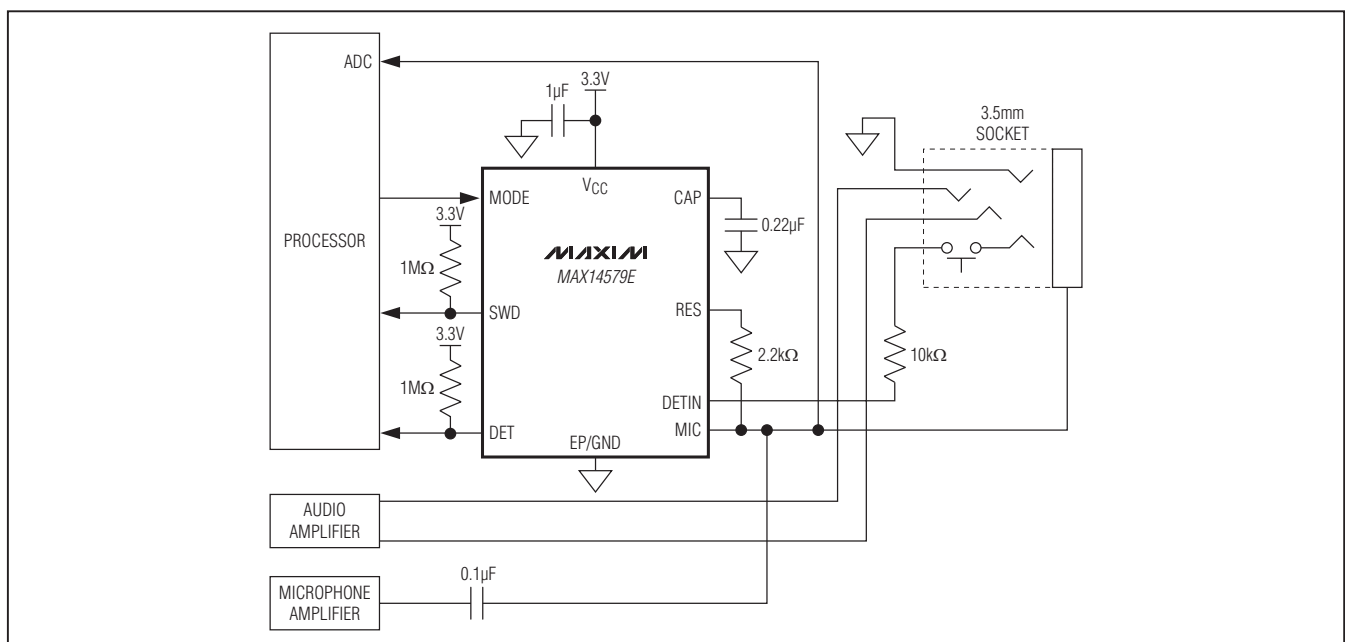 ADC
3.3V
1µF
3.5mm
SOCKET
VCC
MODE
CAP
3.3V
0.22µF
PROCESSOR
MAXIM
1MΩ
MAX14579E
SWD
RES
3.3V
2.2kΩ
10kΩ
1MΩ
DETIN
DET
MIC
EP/GND
AUDIO
AMPLIFIER
0.1µF
MICROPHONE
AMPLIFIER